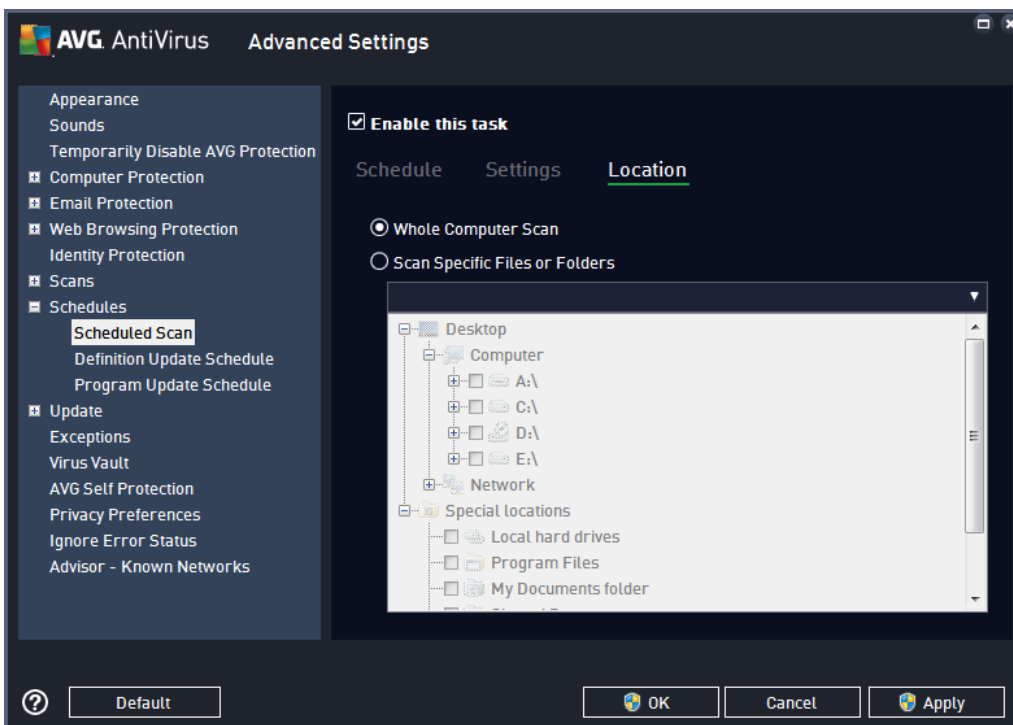 AVG. AntiVirus Advanced Settings
Appearance
Sounds
Temporarily Disable AVG Protection
Computer Protection
Email Protection
Web Browsing Protection
Identity Protection
Scans
Schedules
Scheduled Scan
Definition Update Schedule
Program Update Schedule
Update
Exceptions
Virus Vault
AVG Self Protection
Privacy Preferences
Ignore Error Status
Advisor - Known Networks
Enable this task
Schedule Settings Location
Whole Computer Scan
Scan Specific Files or Folders
Desktop
Computer
A:\
C:\
D:\
E:\
Network
Special locations
Local hard drives
Program Files
My Documents folder
Default OK Cancel Apply